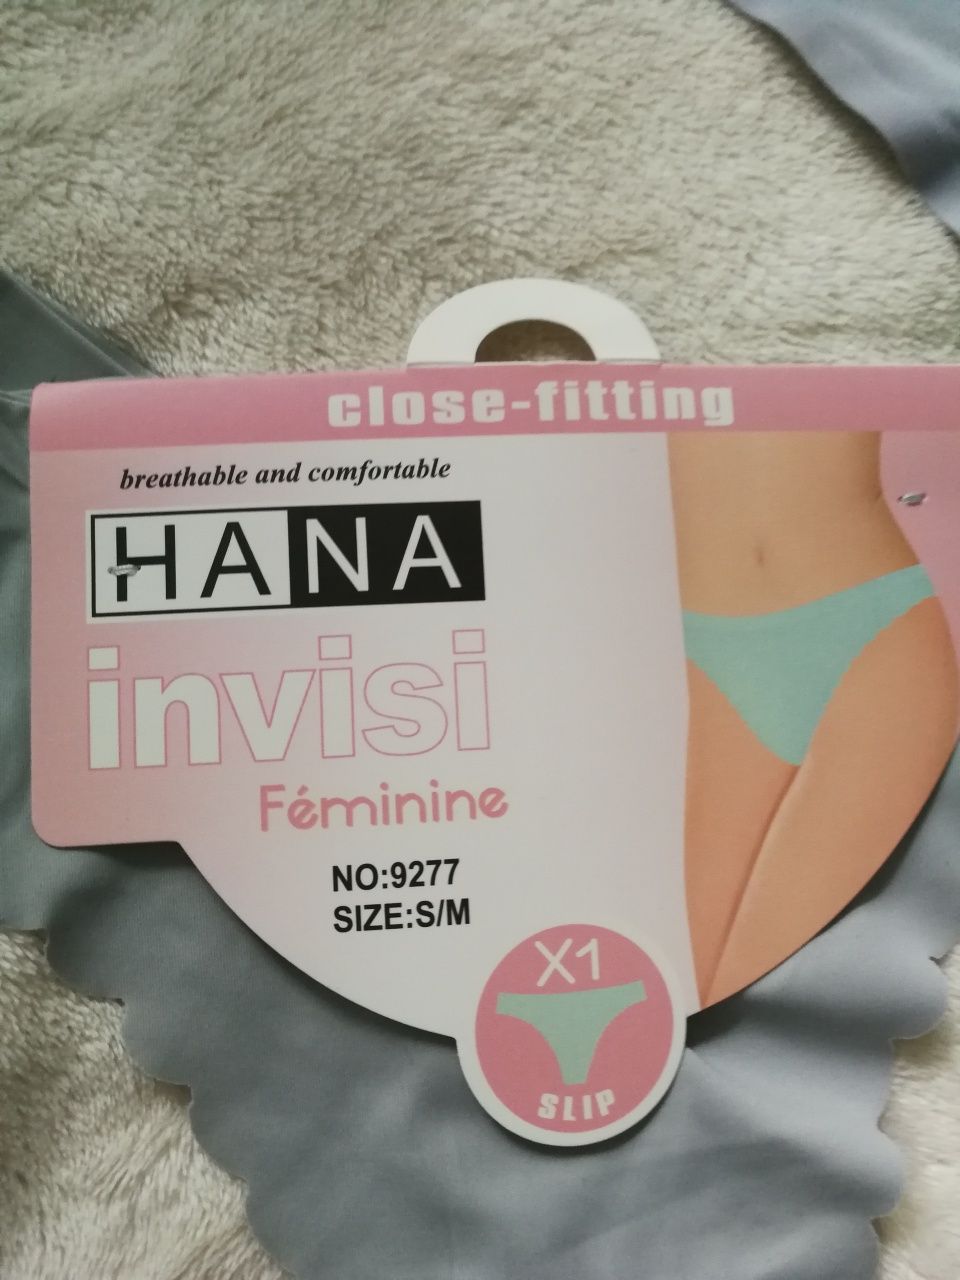 close-fitting
breathable and comfortable
HANA
invisi
Féminine
NO:9277
SIZE:S/M
X1
SLIP